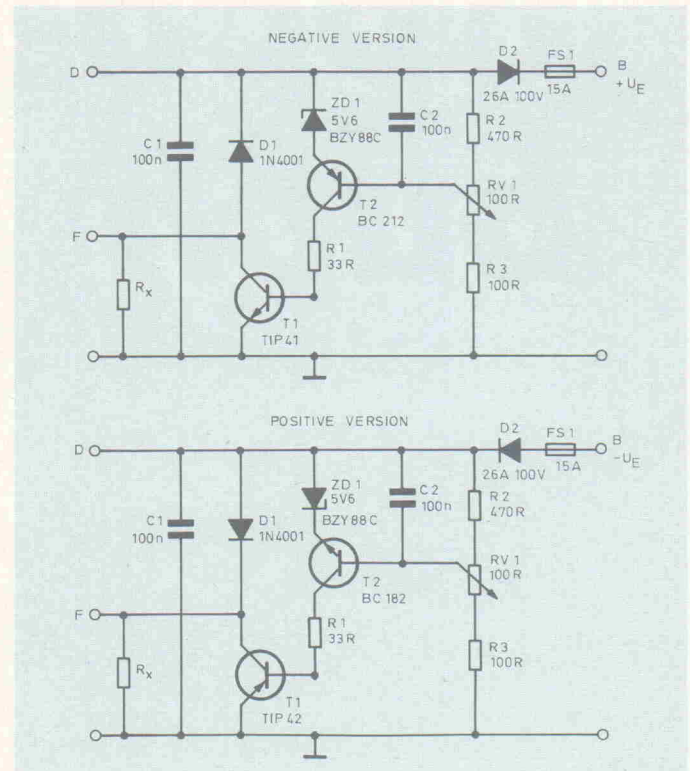 NEGATIVE VERSION
D
D2
26A 100V
FS1
15A
B
+UE
C1
100n
D1
1N4001
ZD1
5V6
BZY88C
C2
100n
R2
470R
T2
BC 212
RV1
100R
F
R1
33R
R3
100R
Rx
T1
TIP41
POSITIVE VERSION
D
D2
26A 100V
FS1
15A
B
-UE
C1
100n
D1
1N4001
ZD1
5V6
BZY88C
C2
100n
R2
470R
T2
BC 182
RV1
100R
F
R1
33R
R3
100R
Rx
T1
TIP42